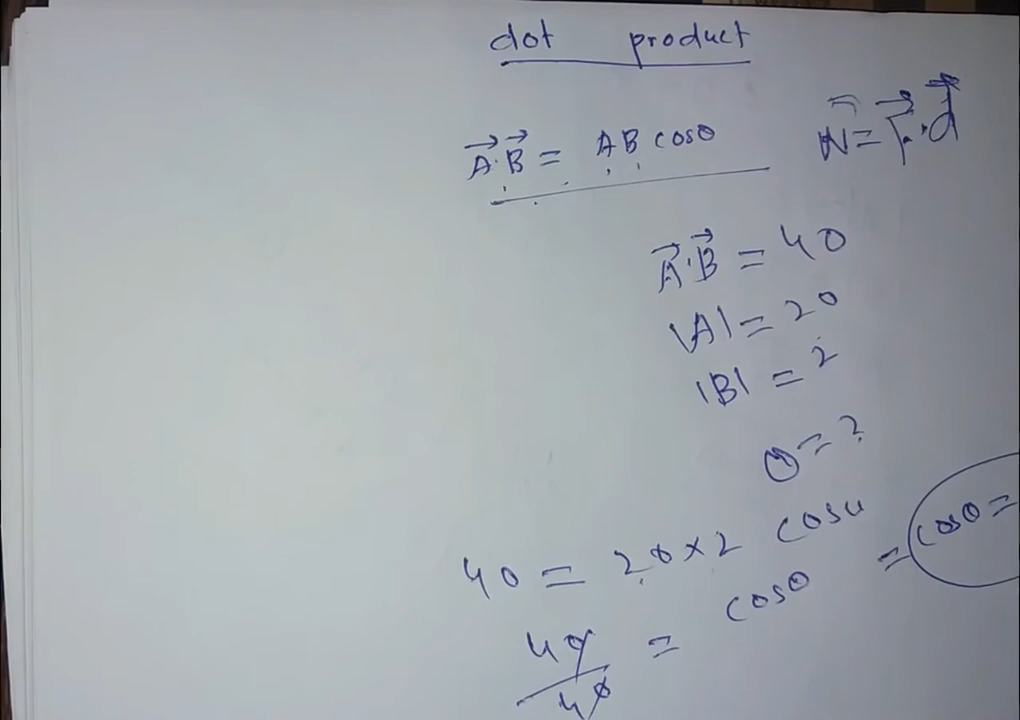 dot product
A⃗·B⃗ = AB cosθ
W = F⃗·d⃗
A⃗·B⃗ = 40
|A| = 20
|B| = 2
θ = ?
40 = 20×2 cosθ
40/40 = cosθ
= cosθ =